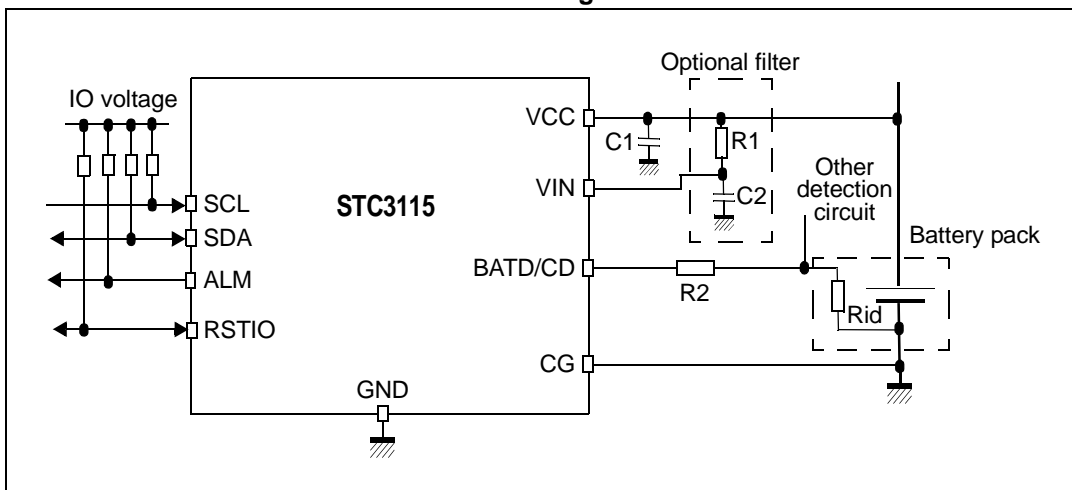 Optional filter
IO voltage
VCC
C1
R1
Other
detection
circuit
VIN
C2
SCL
STC3115
SDA
Battery pack
BATD/CD
ALM
R2
Rid
RSTIO
CG
GND